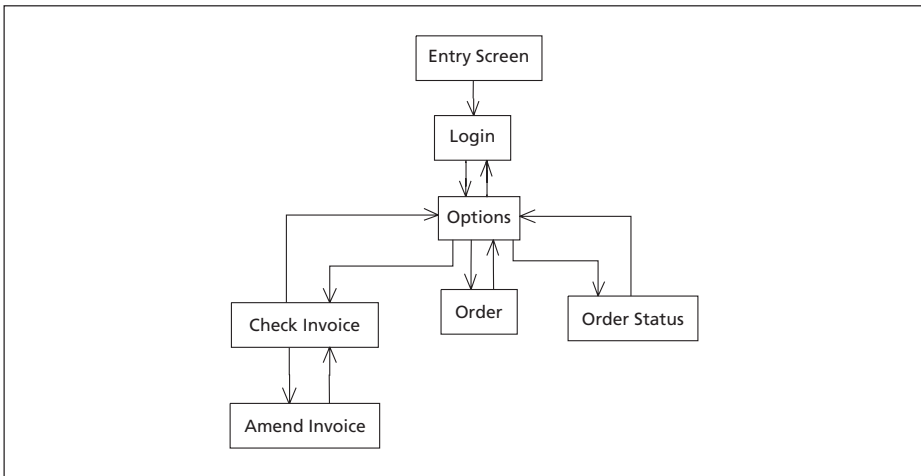 Entry Screen
Login
Options
Order
Check Invoice
Order Status
Amend Invoice